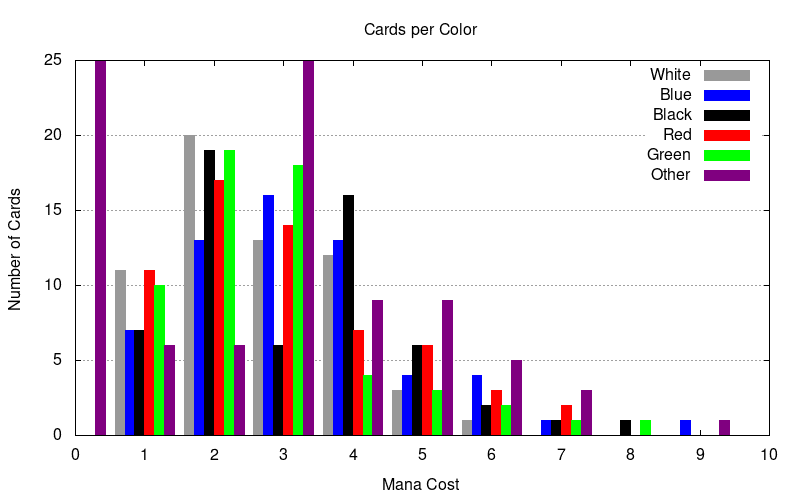 Cards per Color
25
20
15
10
5
0
Number of Cards
White
Blue
Black
Red
Green
Other
0 1 2 3 4 5 6 7 8 9 10
Mana Cost